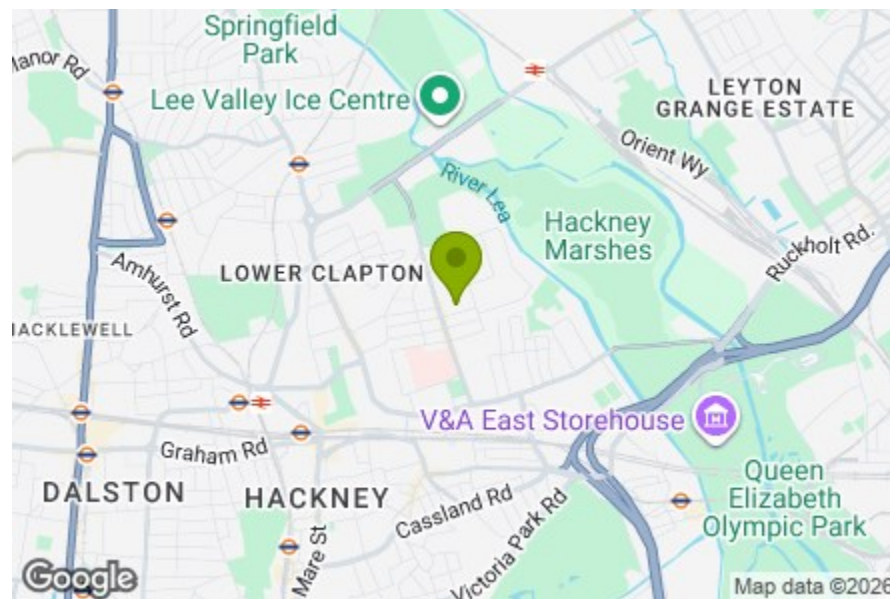 Springfield
Park
Manor Rd
Lee Valley Ice Centre
LEYTON
GRANGE ESTATE
Orient Wy
River Lea
Hackney
Marshes
Ruckholt Rd.
LOWER CLAPTON
Amhurst Rd
HACKLEWELL
V&A East Storehouse
Graham Rd
DALSTON
HACKNEY
Cassland Rd
Queen
Elizabeth
Olympic Park
Mare St
Victoria Park Rd
Google
Map data ©2026